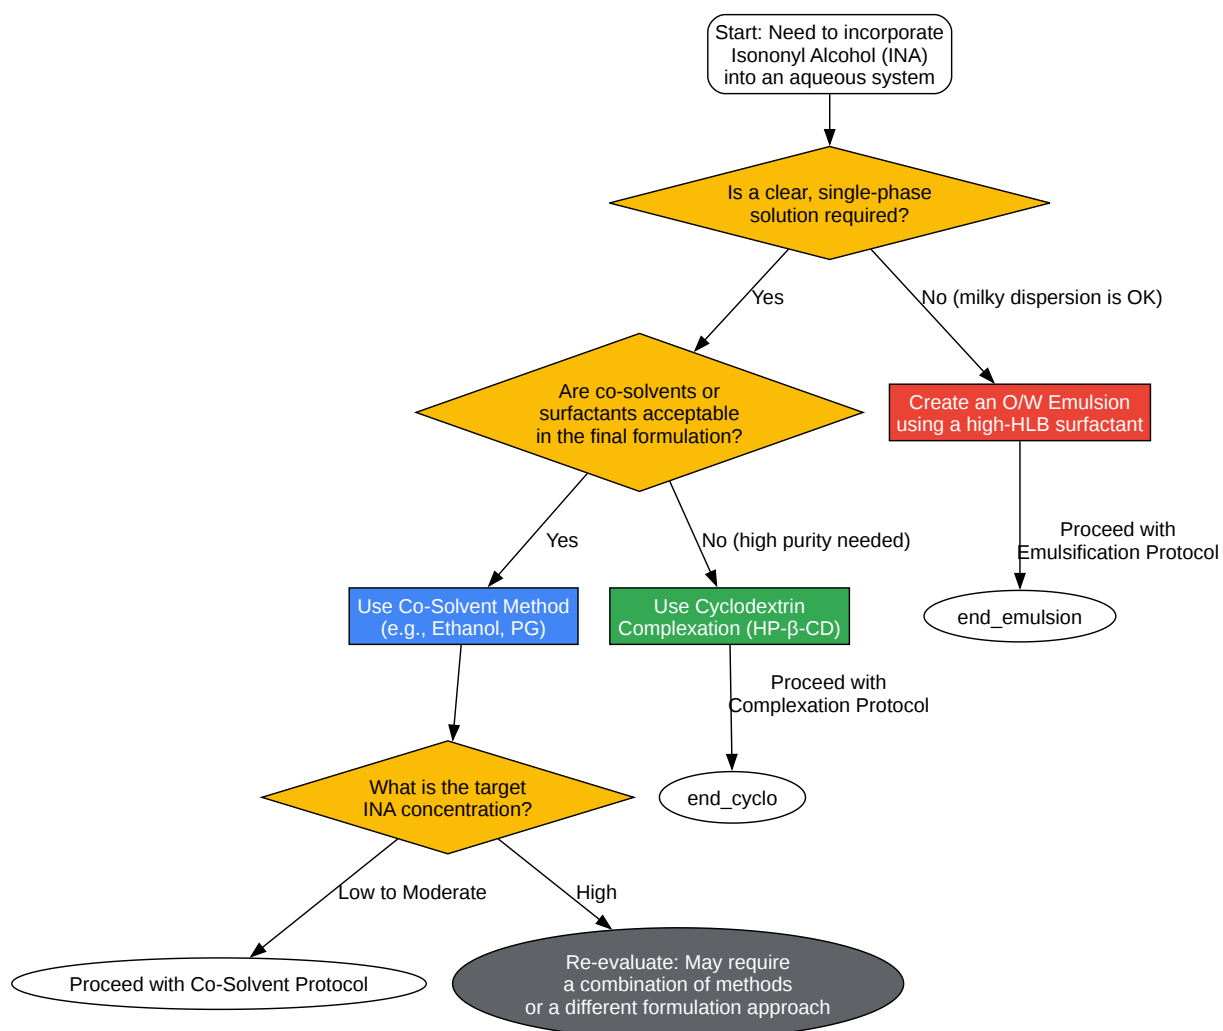 Start: Need to incorporate
Isononyl Alcohol (INA)
into an aqueous system
Is a clear, single-phase
solution required?
Yes
No (milky dispersion is OK)
Are co-solvents or
surfactants acceptable
in the final formulation?
Create an O/W Emulsion
using a high-HLB surfactant
Yes
No (high purity needed)
Proceed with
Emulsification Protocol
Use Co-Solvent Method
(e.g., Ethanol, PG)
Use Cyclodextrin
Complexation (HP-β-CD)
end_emulsion
Proceed with
Complexation Protocol
What is the target
INA concentration?
end_cyclo
Low to Moderate
High
Proceed with Co-Solvent Protocol
Re-evaluate: May require
a combination of methods
or a different formulation approach